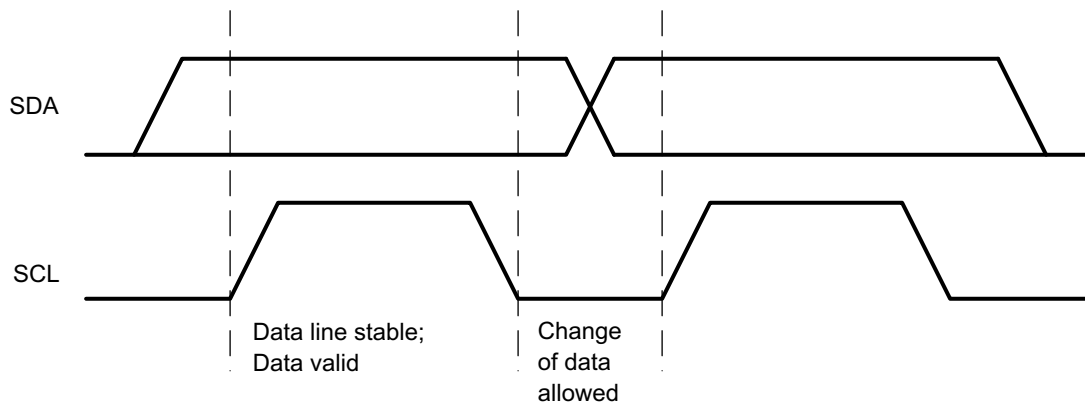 SDA
SCL
Data line stable;
Data valid
Change
of data
allowed